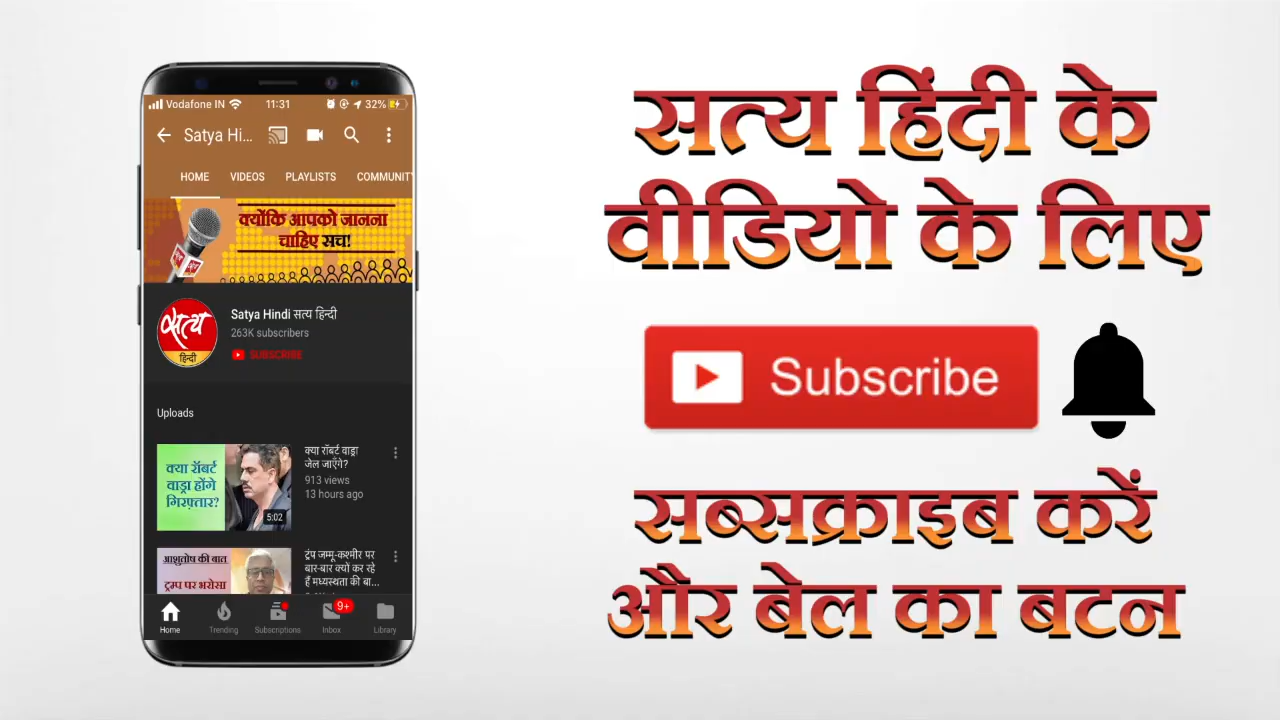 Vodafone IN 11:31 32%
Satya Hi...
HOME VIDEOS PLAYLISTS COMMUNITY
क्योंकि आपको जानना
चाहिए सच!
सत्य
हिन्दी
Satya Hindi सत्य हिन्दी
263K subscribers
SUBSCRIBE
Uploads
क्या रॉबर्ट
वाड्रा होंगे
गिरफ़्तार?
5:02
क्या रॉबर्ट वाड्रा
जेल जाएँगे?
913 views
13 hours ago
आशुतोष की बात
ट्रम्प पर भरोसा
ट्रंप जम्मू-कश्मीर पर
बार-बार क्यों कर रहे
हैं मध्यस्थता की बा...
9+
Home Trending Subscriptions Inbox Library
सत्य हिंदी के
वीडियो के लिए
Subscribe
सब्सक्राइब करें
और बेल का बटन